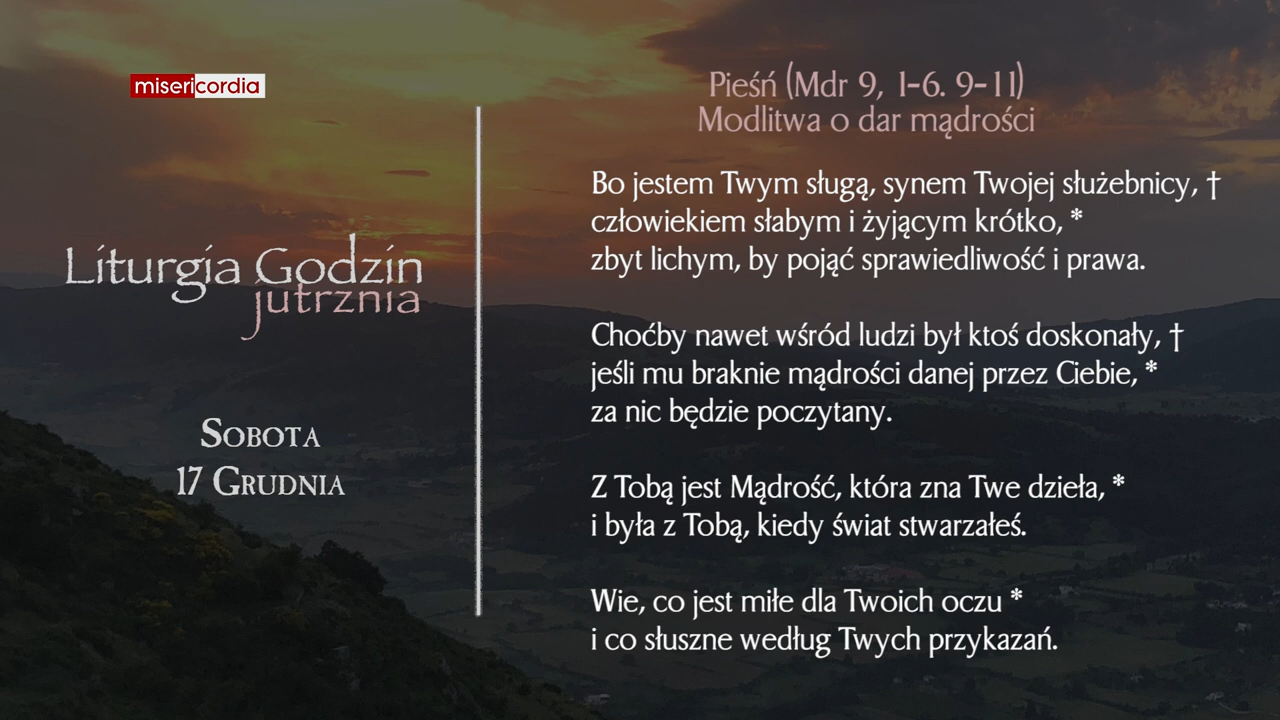 misericordia
Liturgia Godzin
jutrznia
Sobota
17 Grudnia
Pieśń (Mdr 9, 1-6. 9-11)
Modlitwa o dar mądrości
Bo jestem Twym sługą, synem Twojej służebnicy, †
człowiekiem słabym i żyjącym krótko, *
zbyt lichym, by pojąć sprawiedliwość i prawa.
Choćby nawet wśród ludzi był ktoś doskonały, †
jeśli mu braknie mądrości danej przez Ciebie, *
za nic będzie poczytany.
Z Tobą jest Mądrość, która zna Twe dzieła, *
i była z Tobą, kiedy świat stwarzałeś.
Wie, co jest miłe dla Twoich oczu *
i co słuszne według Twych przykazań.